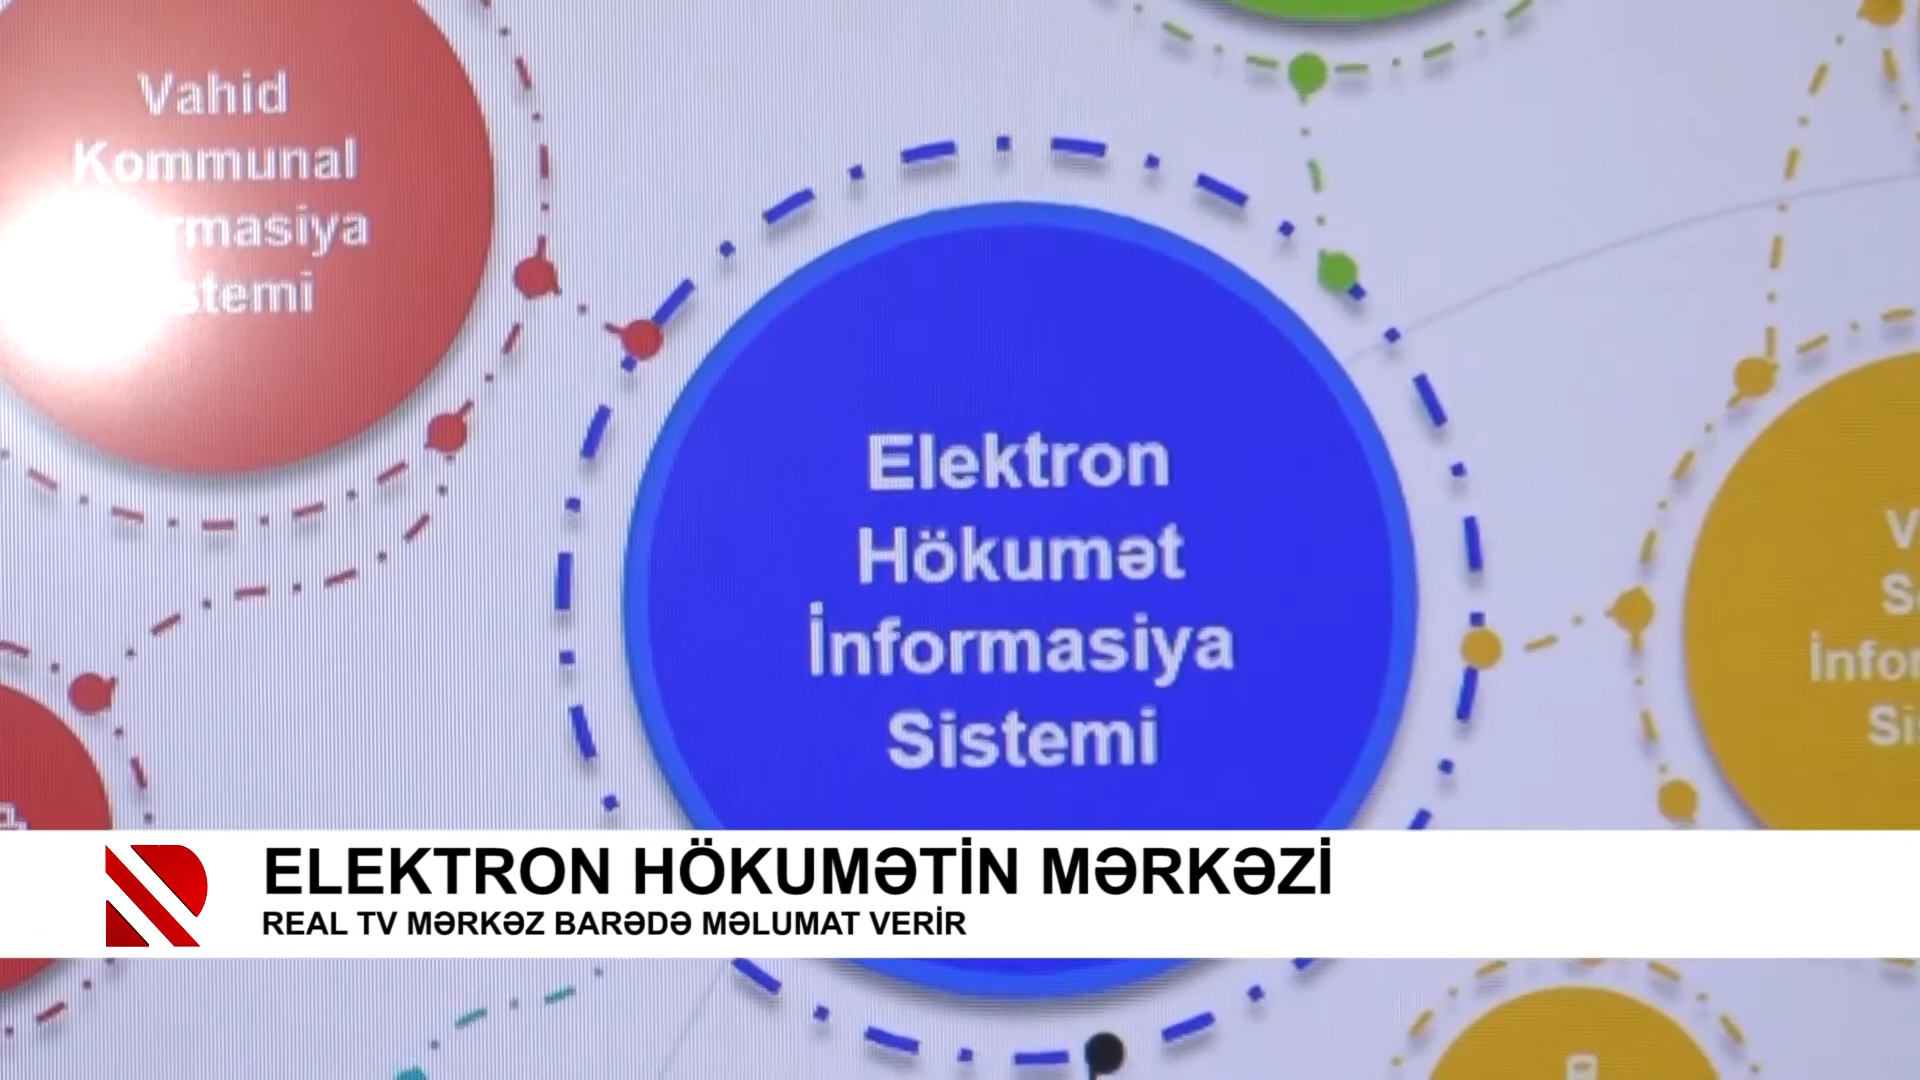 Vahid
Kommunal
Elektron
Hökumət
İnformasiya
Sistemi
ELEKTRON HÖKUMƏTİN MƏRKƏZİ
REAL TV MƏRKƏZ BARƏDƏ MƏLUMAT VERİR